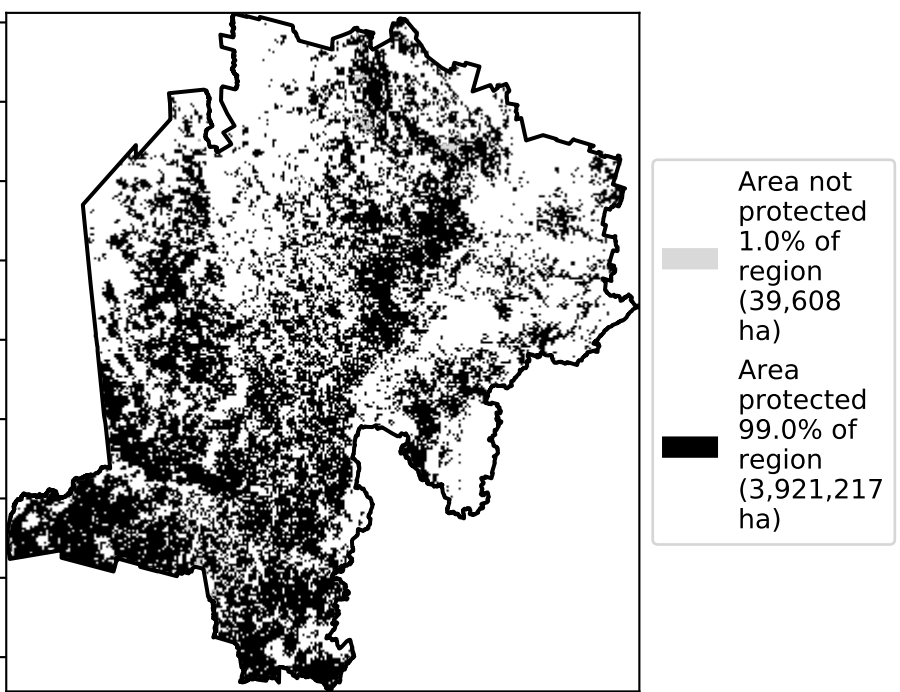 Area not
protected
1.0% of
region
(39,608
ha)
Area
protected
99.0% of
region
(3,921,217
ha)